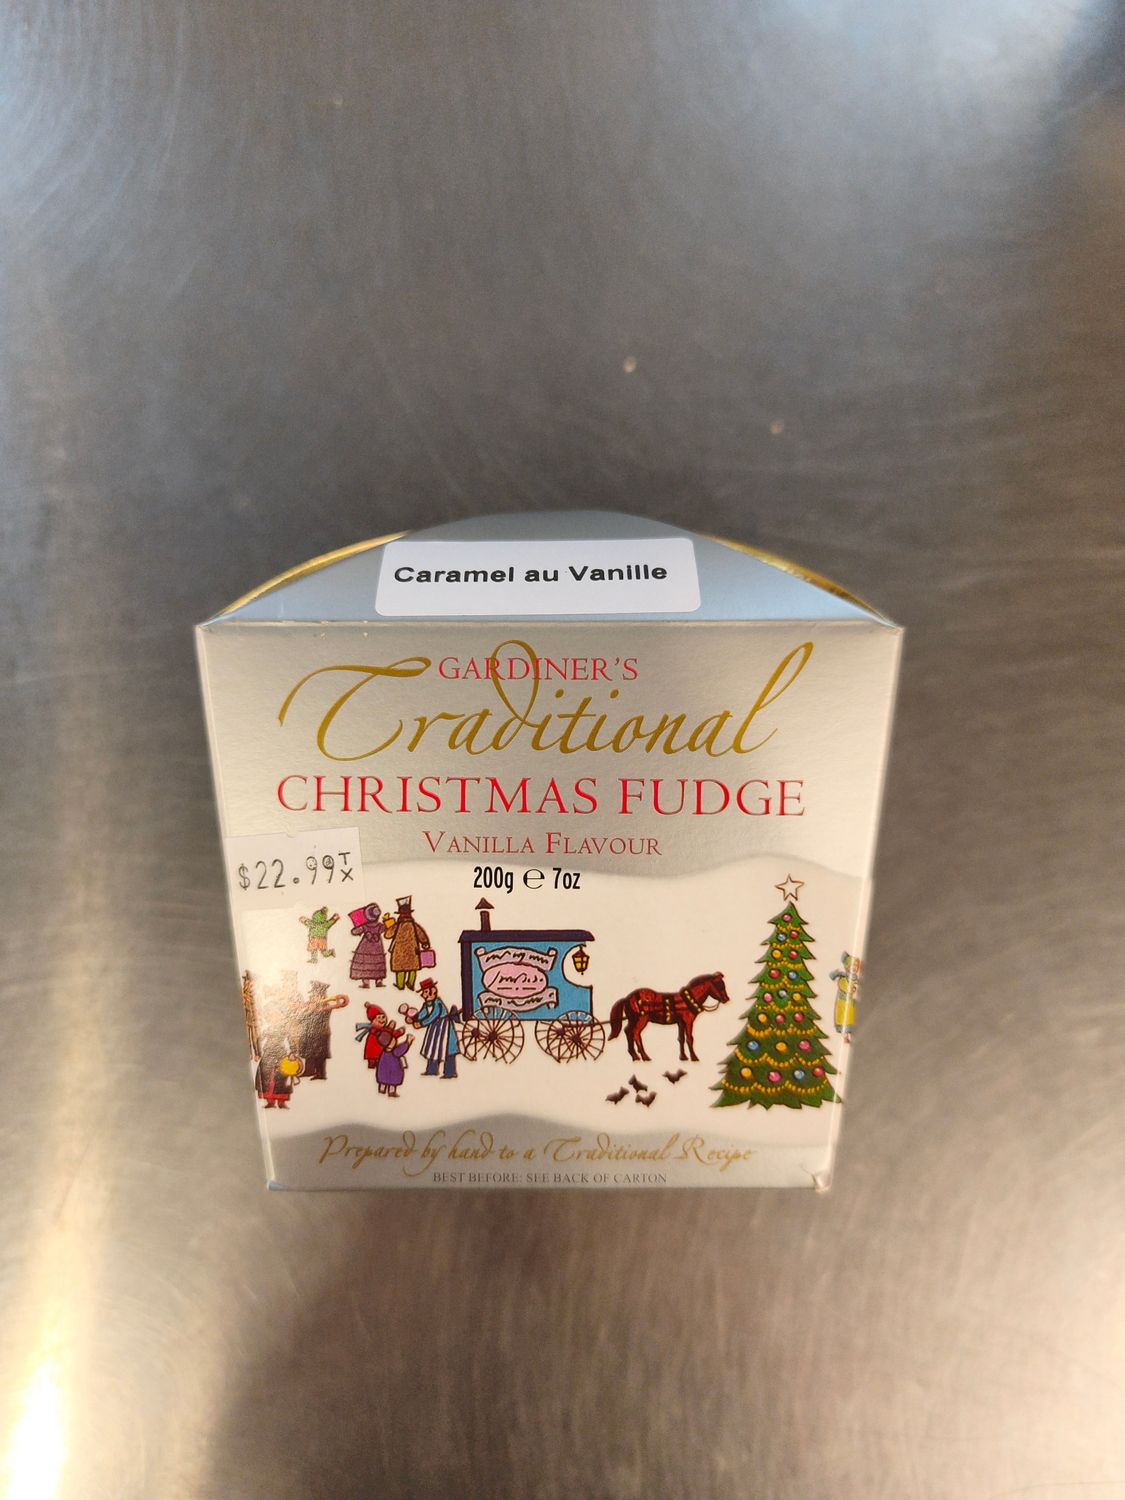 Caramel au Vanille
GARDINER'S
Traditional
CHRISTMAS FUDGE
VANILLA FLAVOUR
200g ℮ 7oz
$22.99 TX
Prepared by hand to a Traditional Recipe
BEST BEFORE: SEE BACK OF CARTON